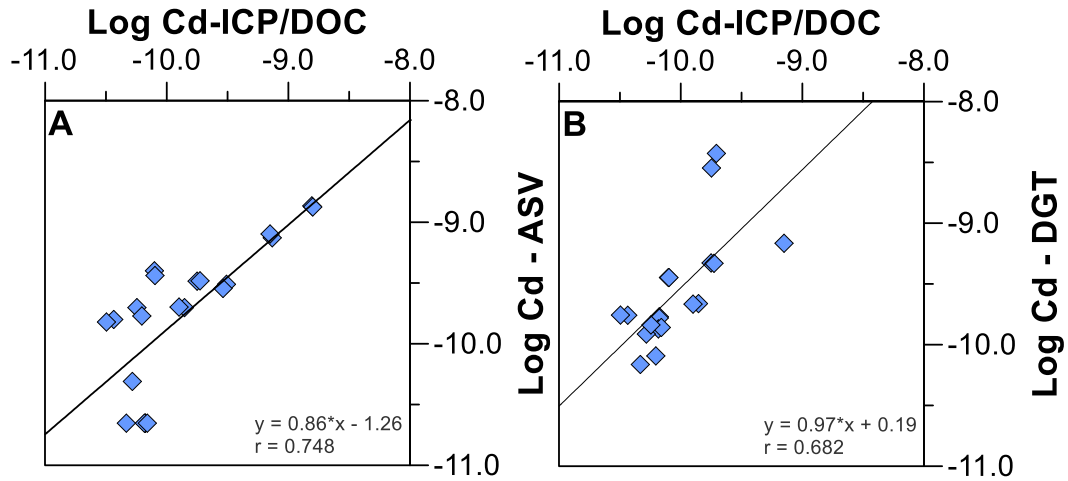 Log Cd-ICP/DOC
-11.0 -10.0 -9.0 -8.0
A
-8.0
-9.0
-10.0
-11.0
Log Cd - ASV
y = 0.86*x - 1.26
r = 0.748
Log Cd-ICP/DOC
-11.0 -10.0 -9.0 -8.0
B
-8.0
-9.0
-10.0
-11.0
Log Cd - DGT
y = 0.97*x + 0.19
r = 0.682